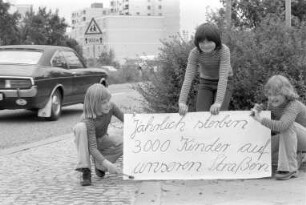 Jährlich sterben
3000 Kinder auf
unseren Straßen